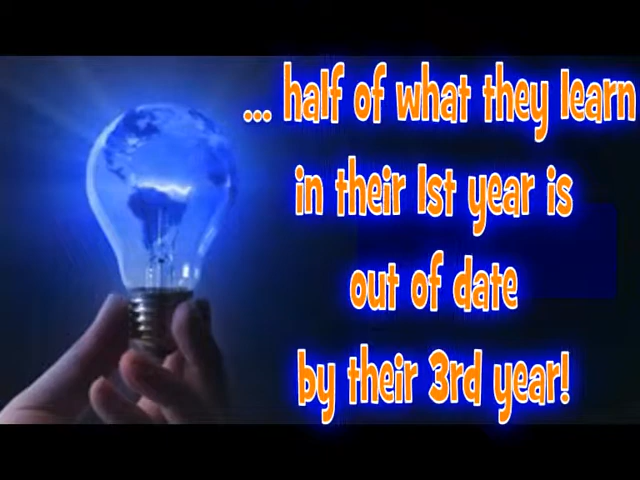 ... half of what they learn
in their 1st year is
out of date
by their 3rd year!